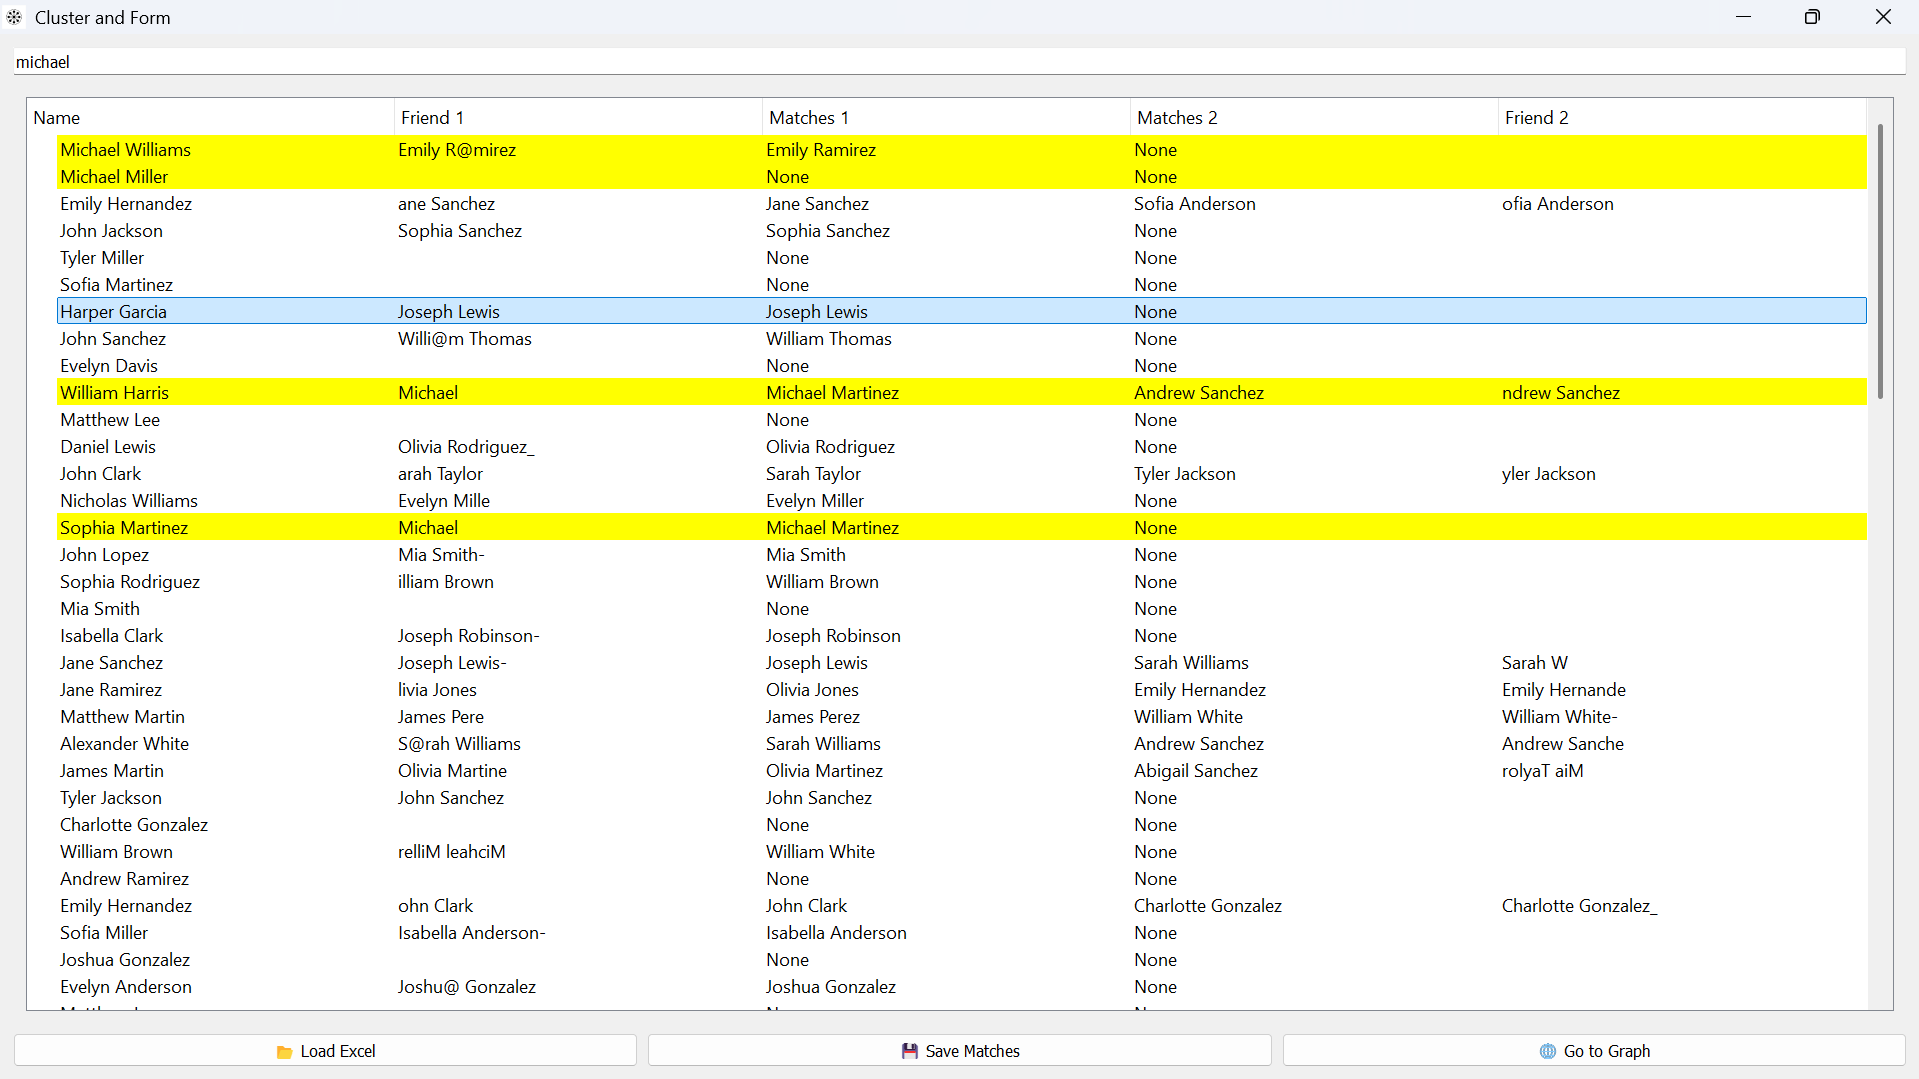 Cluster and Form
michael
Name Friend 1 Matches 1 Matches 2 Friend 2
Michael Williams Emily R@mirez Emily Ramirez None
Michael Miller None None
Emily Hernandez ane Sanchez Jane Sanchez Sofia Anderson ofia Anderson
John Jackson Sophia Sanchez Sophia Sanchez None
Tyler Miller None None
Sofia Martinez None None
Harper Garcia Joseph Lewis Joseph Lewis None
John Sanchez Willi@m Thomas William Thomas None
Evelyn Davis None None
William Harris Michael Michael Martinez Andrew Sanchez ndrew Sanchez
Matthew Lee None None
Daniel Lewis Olivia Rodriguez_ Olivia Rodriguez None
John Clark arah Taylor Sarah Taylor Tyler Jackson yler Jackson
Nicholas Williams Evelyn Mille Evelyn Miller None
Sophia Martinez Michael Michael Martinez None
John Lopez Mia Smith- Mia Smith None
Sophia Rodriguez illiam Brown William Brown None
Mia Smith None None
Isabella Clark Joseph Robinson- Joseph Robinson None
Jane Sanchez Joseph Lewis- Joseph Lewis Sarah Williams Sarah W
Jane Ramirez livia Jones Olivia Jones Emily Hernandez Emily Hernande
Matthew Martin James Pere James Perez William White William White-
Alexander White S@rah Williams Sarah Williams Andrew Sanchez Andrew Sanche
James Martin Olivia Martine Olivia Martinez Abigail Sanchez rolyaT aiM
Tyler Jackson John Sanchez John Sanchez None
Charlotte Gonzalez None None
William Brown relliM leahciM William White None
Andrew Ramirez None None
Emily Hernandez ohn Clark John Clark Charlotte Gonzalez Charlotte Gonzalez_
Sofia Miller Isabella Anderson- Isabella Anderson None
Joshua Gonzalez None None
Evelyn Anderson Joshu@ Gonzalez Joshua Gonzalez None
Load Excel Save Matches Go to Graph